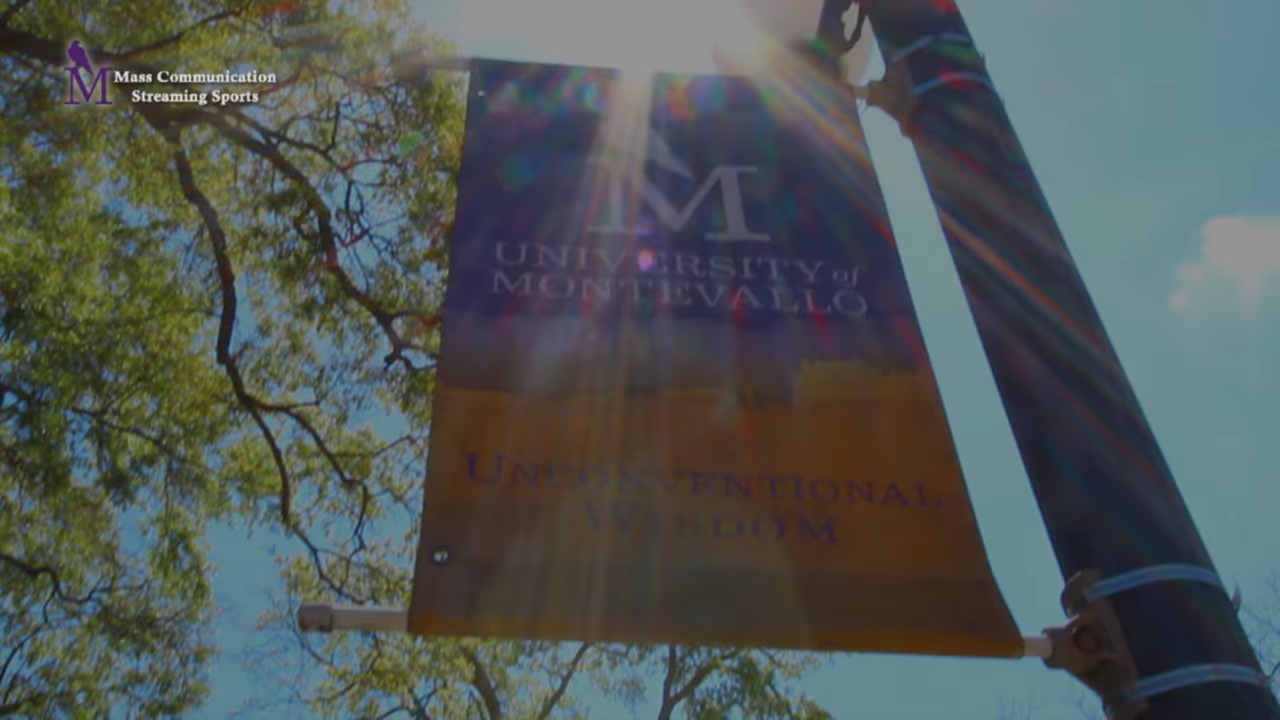 M Mass Communication
Streaming Sports
M
UNIVERSITY of
MONTEVALLO
UNCONVENTIONAL
WISDOM